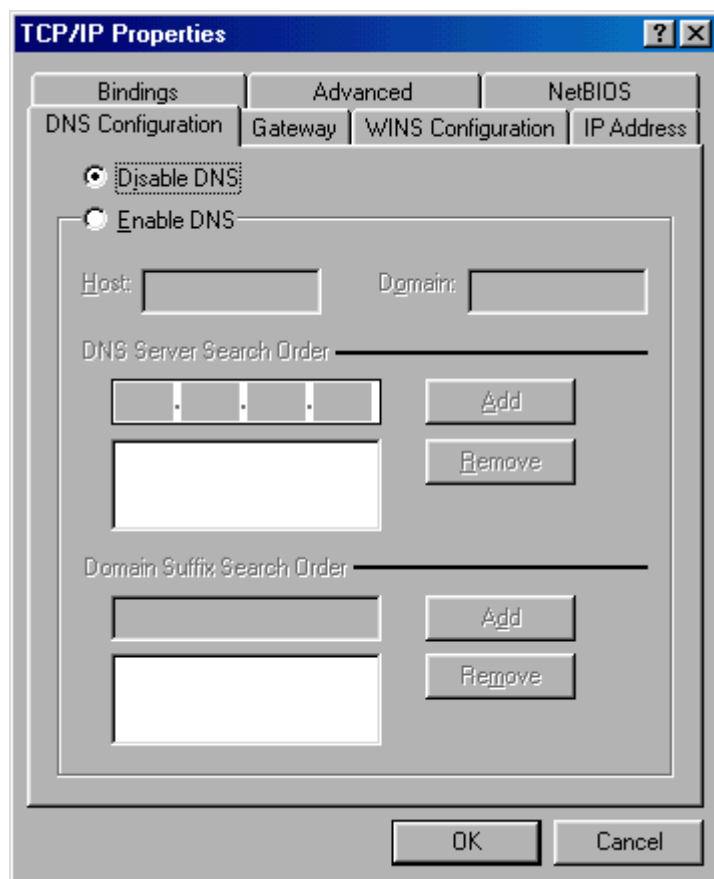 TCP/IP Properties
Bindings Advanced NetBIOS
DNS Configuration Gateway WINS Configuration IP Address
Disable DNS
Enable DNS
Host: Domain:
DNS Server Search Order
. . .
Add
Remove
Domain Suffix Search Order
Add
Remove
OK Cancel